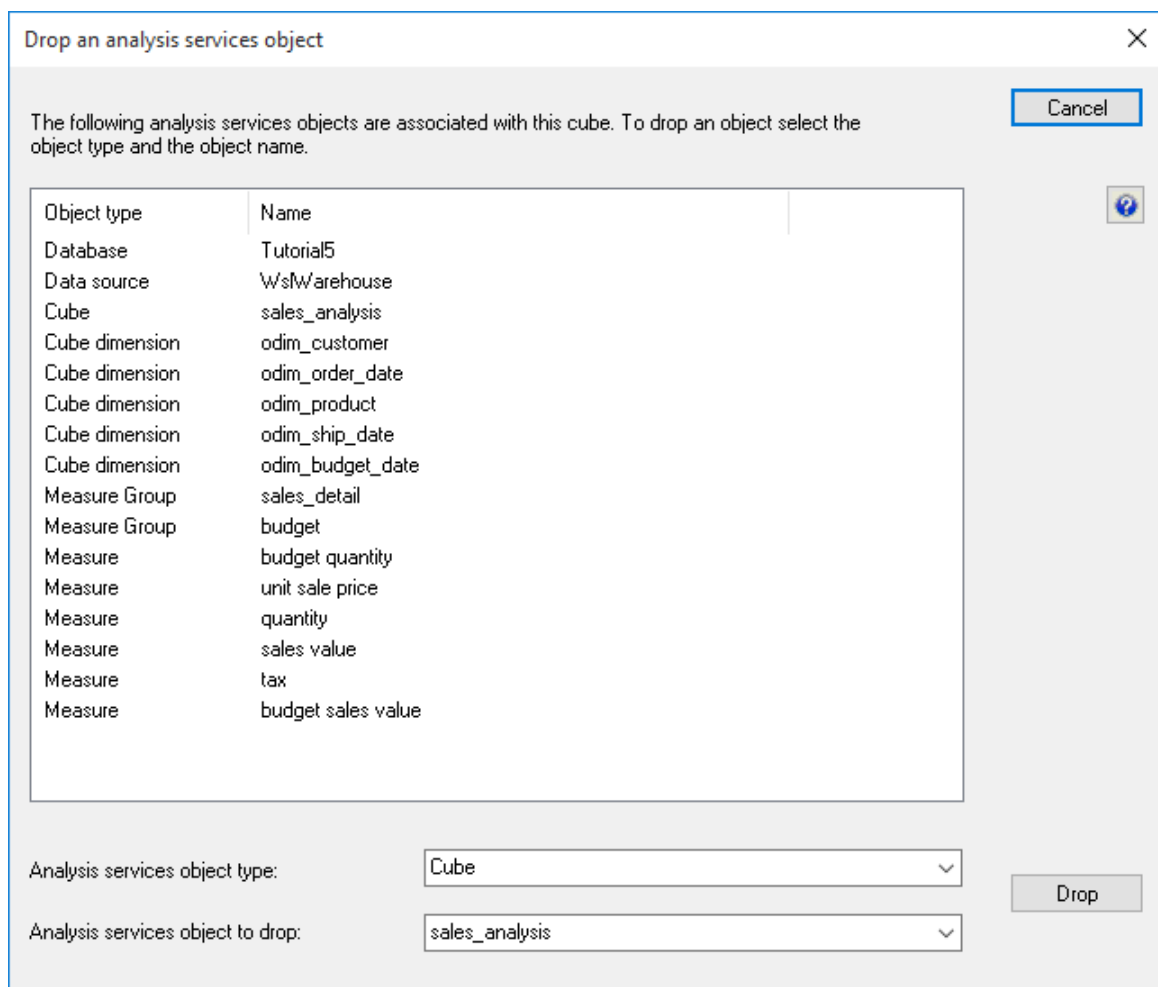 Drop an analysis services object
Cancel
The following analysis services objects are associated with this cube. To drop an object select the
object type and the object name.
Object type Name
Database Tutorial5
Data source WslWarehouse
Cube sales_analysis
Cube dimension odim_customer
Cube dimension odim_order_date
Cube dimension odim_product
Cube dimension odim_ship_date
Cube dimension odim_budget_date
Measure Group sales_detail
Measure Group budget
Measure budget quantity
Measure unit sale price
Measure quantity
Measure sales value
Measure tax
Measure budget sales value
Analysis services object type: Cube
Drop
Analysis services object to drop: sales_analysis